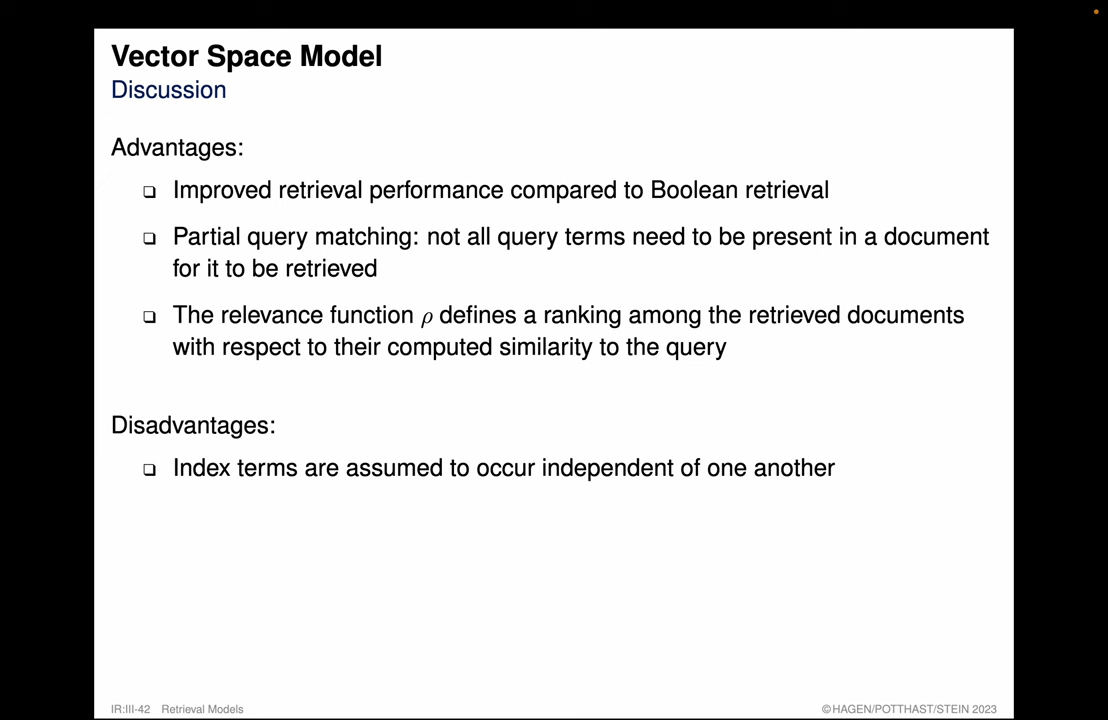 Vector Space Model
Discussion
Advantages:
❏ Improved retrieval performance compared to Boolean retrieval
❏ Partial query matching: not all query terms need to be present in a document
for it to be retrieved
❏ The relevance function ρ defines a ranking among the retrieved documents
with respect to their computed similarity to the query
Disadvantages:
❏ Index terms are assumed to occur independent of one another
IR:III-42 Retrieval Models
©HAGEN/POTTHAST/STEIN 2023